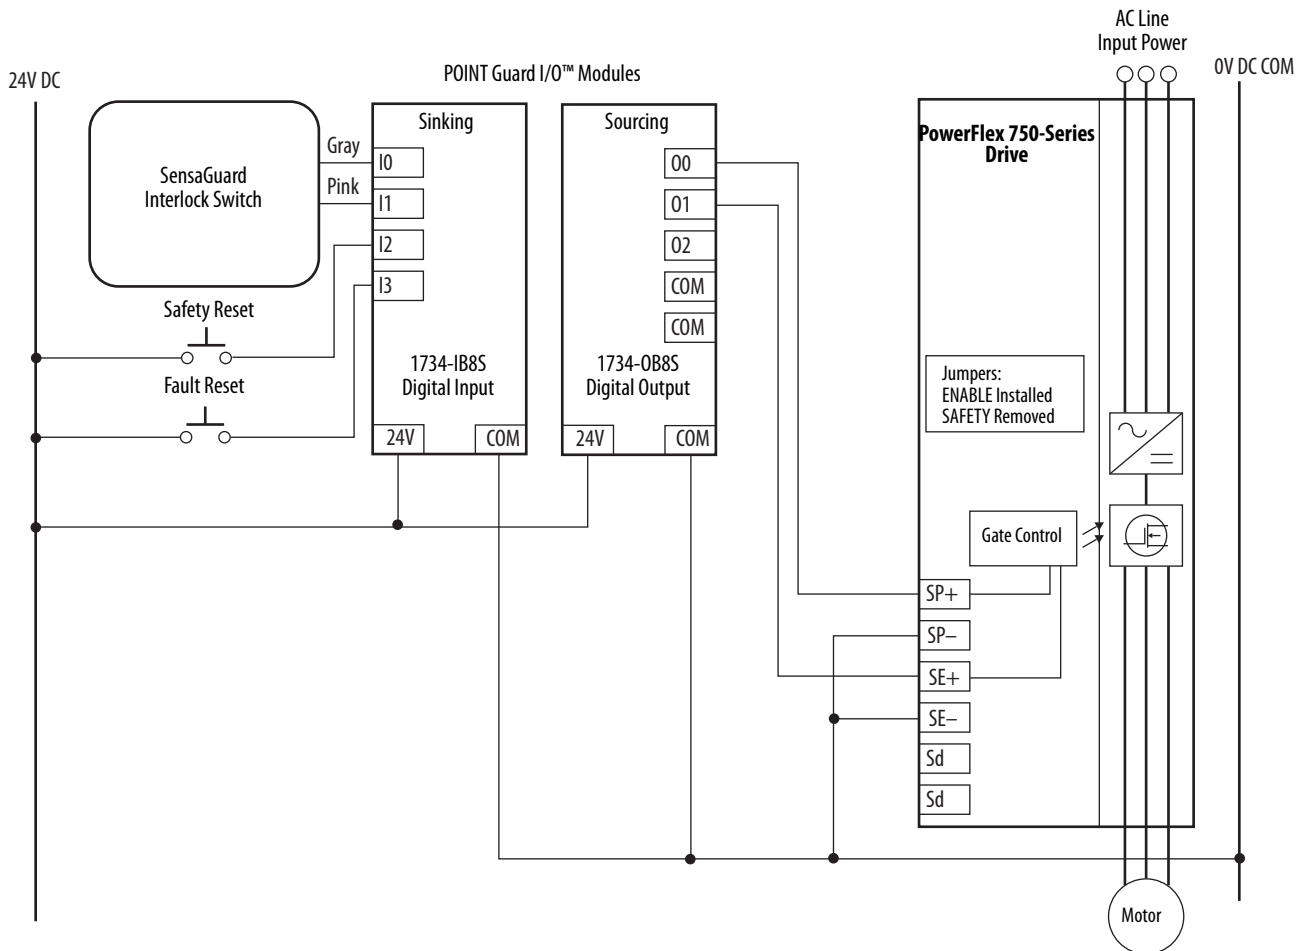 AC Line
Input Power
24V DC
POINT Guard I/O™ Modules
0V DC COM
SensaGuard
Interlock Switch
Gray
Pink
Sinking
I0
I1
I2
I3
1734-IB8S
Digital Input
24V
COM
Sourcing
O0
O1
O2
COM
COM
1734-OB8S
Digital Output
24V
COM
Safety Reset
Fault Reset
PowerFlex 750-Series
Drive
Jumpers:
ENABLE Installed
SAFETY Removed
Gate Control
SP+
SP–
SE+
SE–
Sd
Sd
Motor